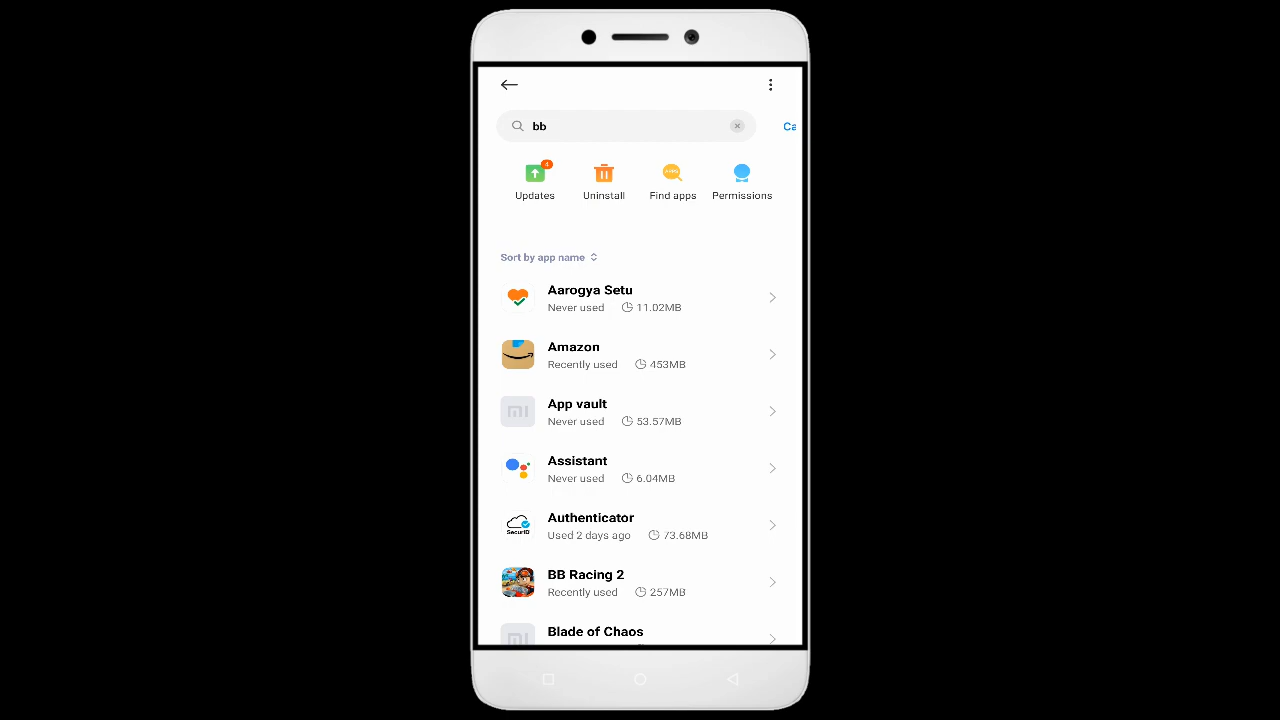 bb
Ca
4
Updates
Uninstall
Find apps
Permissions
Sort by app name
Aarogya Setu
Never used 11.02MB
Amazon
Recently used 453MB
App vault
Never used 53.57MB
Assistant
Never used 6.04MB
Authenticator
SecurID
Used 2 days ago 73.68MB
BB Racing 2
Recently used 257MB
Blade of Chaos